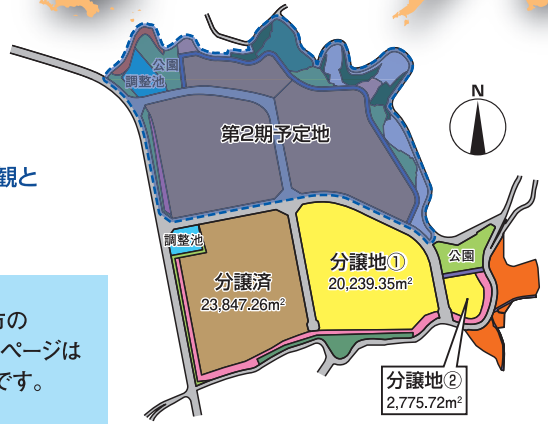 公園
調整池
第2期予定地
N
観と
調整池
公園
分譲済
23,847.26m²
分譲地①
20,239.35m²
分譲地②
2,775.72m²
方の
ページは
です。